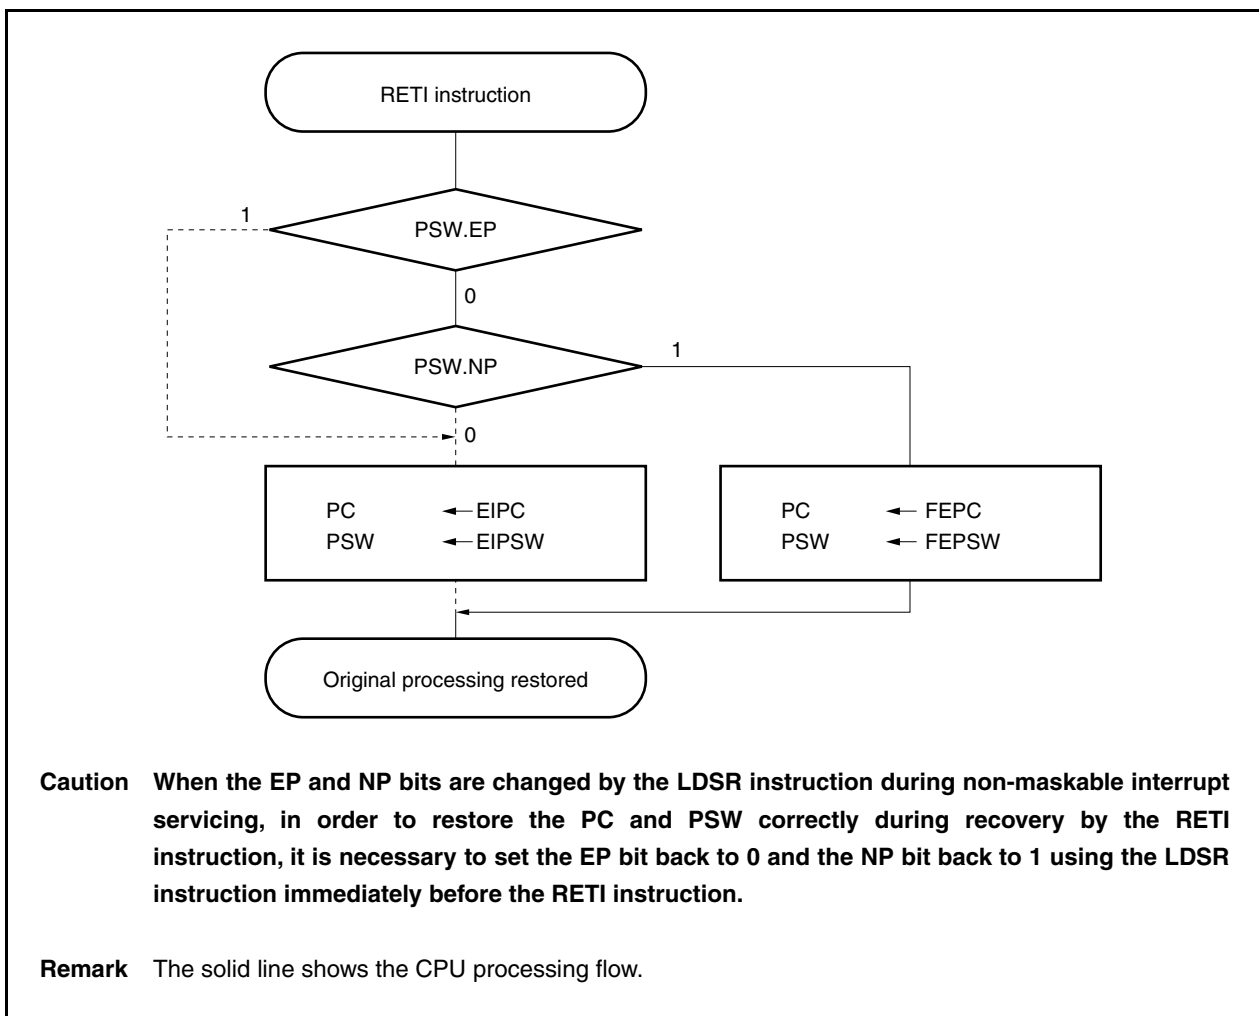 RETI instruction
1
PSW.EP
0
PSW.NP
1
0
PC ← EIPC
PSW ← EIPSW
PC ← FEPC
PSW ← FEPSW
Original processing restored
Caution When the EP and NP bits are changed by the LDSR instruction during non-maskable interrupt
servicing, in order to restore the PC and PSW correctly during recovery by the RETI
instruction, it is necessary to set the EP bit back to 0 and the NP bit back to 1 using the LDSR
instruction immediately before the RETI instruction.
Remark The solid line shows the CPU processing flow.